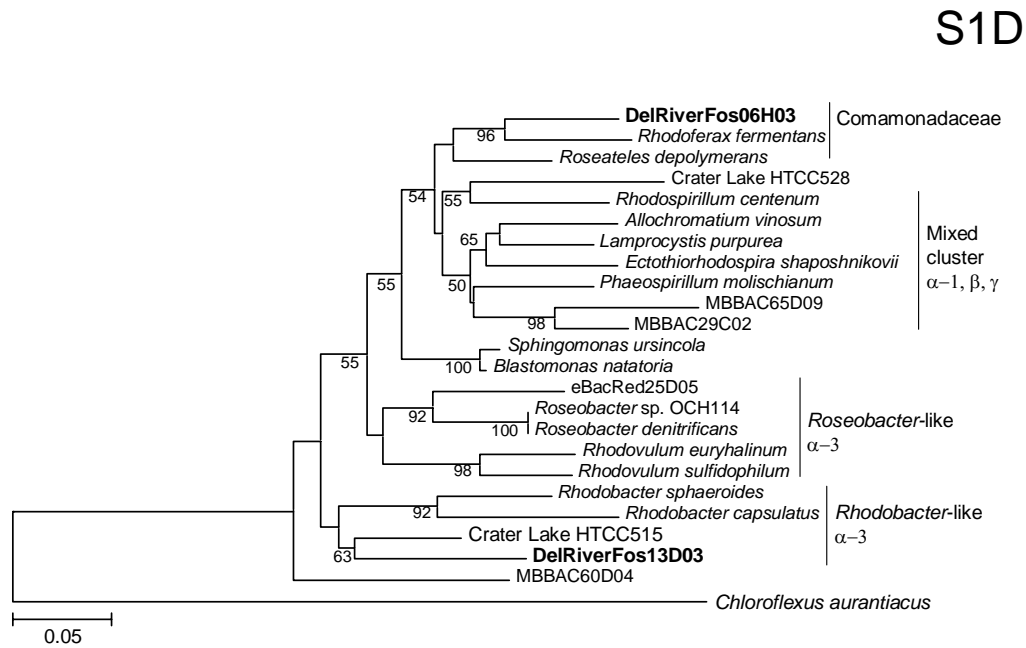 S1D
DelRiverFos06H03
96
Rhodoferax fermentans
Comamonadaceae
Roseateles depolymerans
Crater Lake HTCC528
54
55
Rhodospirillum centenum
Allochromatium vinosum
65
Lamprocystis purpurea
Mixed
cluster
α−1, β, γ
Ectothiorhodospira shaposhnikovii
55
50
Phaeospirillum molischianum
MBBAC65D09
98
MBBAC29C02
Sphingomonas ursincola
55
100
Blastomonas natatoria
eBacRed25D05
92
Roseobacter sp. OCH114
100
Roseobacter denitrificans
Roseobacter-like
α−3
Rhodovulum euryhalinum
98
Rhodovulum sulfidophilum
Rhodobacter sphaeroides
92
Rhodobacter capsulatus
Rhodobacter-like
α−3
Crater Lake HTCC515
63
DelRiverFos13D03
MBBAC60D04
Chloroflexus aurantiacus
0.05